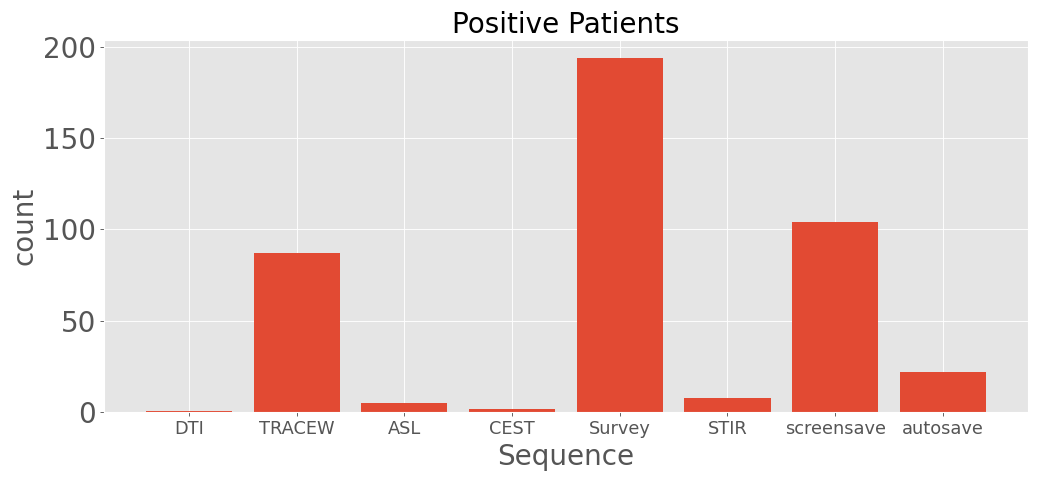 Positive Patients
200
150
100
50
0
count
DTI TRACEW ASL CEST Survey STIR screensave autosave
Sequence